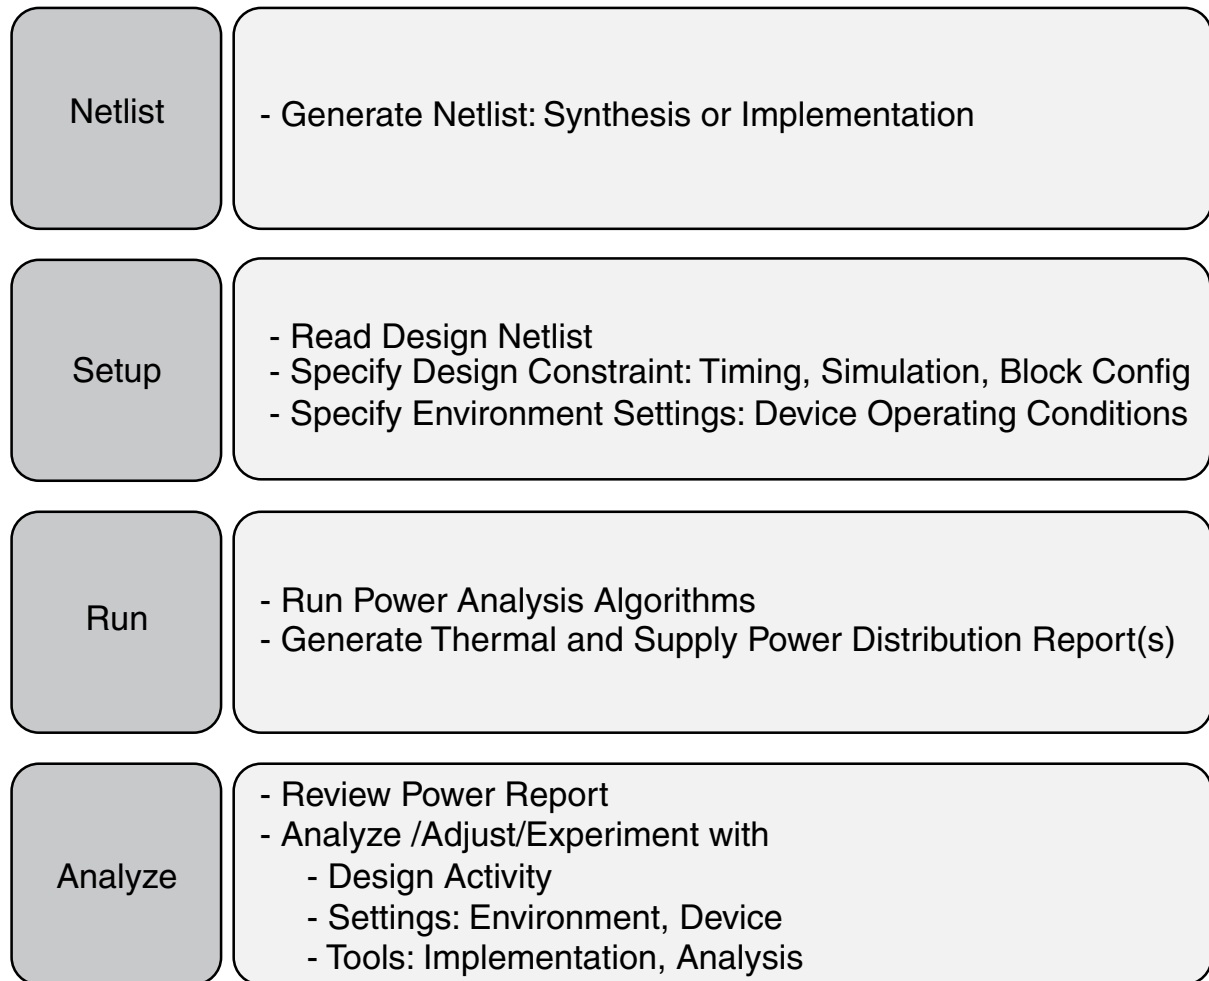 Netlist
- Generate Netlist: Synthesis or Implementation
Setup
- Read Design Netlist
- Specify Design Constraint: Timing, Simulation, Block Config
- Specify Environment Settings: Device Operating Conditions
Run
- Run Power Analysis Algorithms
- Generate Thermal and Supply Power Distribution Report(s)
Analyze
- Review Power Report
- Analyze /Adjust/Experiment with
- Design Activity
- Settings: Environment, Device
- Tools: Implementation, Analysis